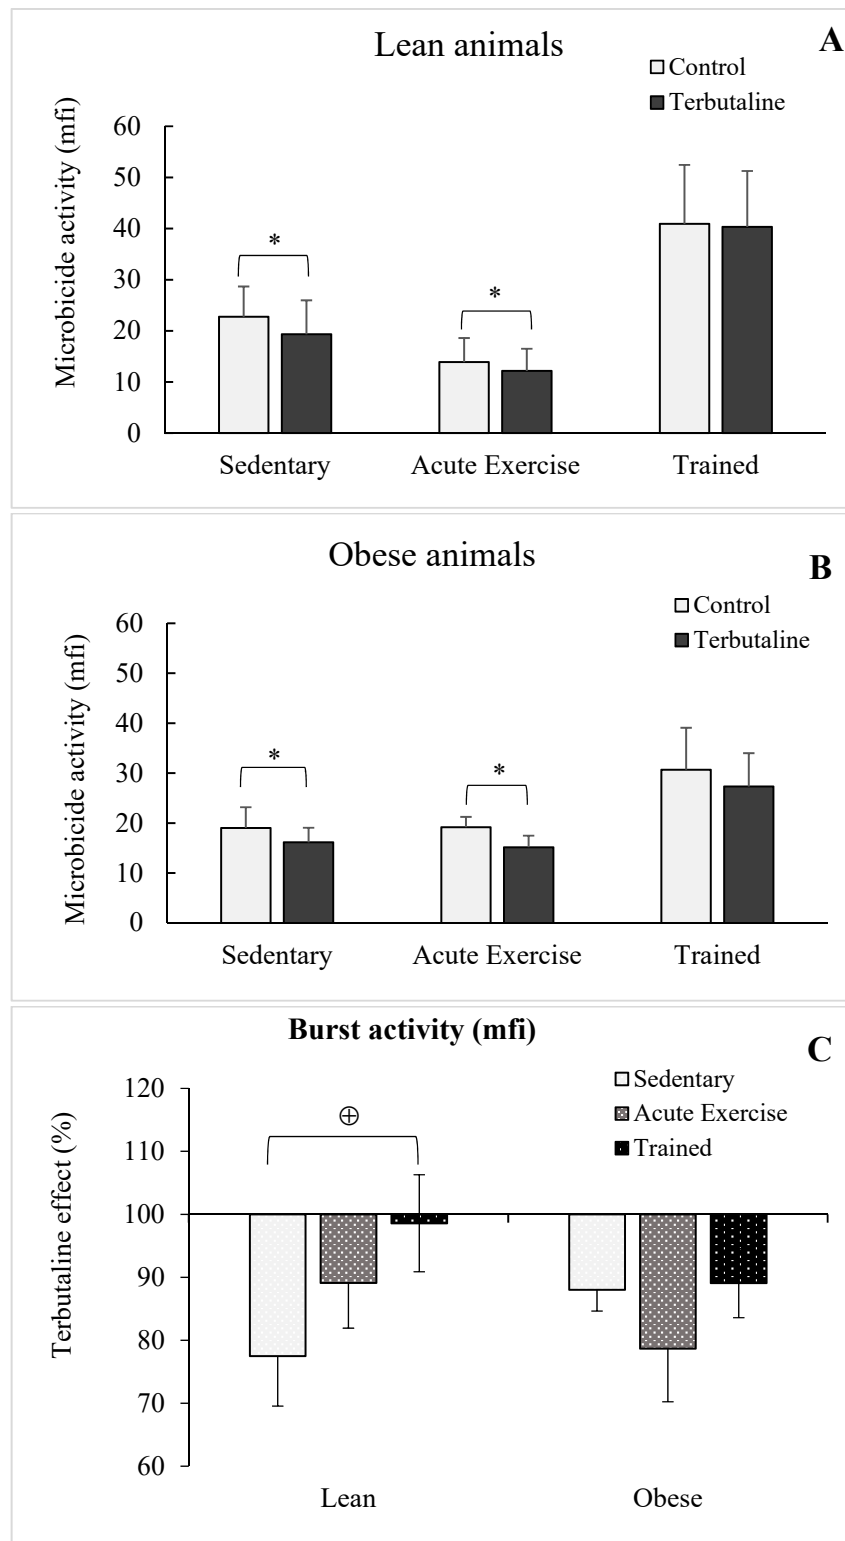 Lean animals
A
Control
Terbutaline
Microbicide activity (mfi)
60
50
40
30
20
10
0
*
*
Sedentary Acute Exercise Trained
Obese animals
B
Control
Terbutaline
Microbicide activity (mfi)
60
50
40
30
20
10
0
*
*
Sedentary Acute Exercise Trained
Burst activity (mfi)
C
Sedentary
Acute Exercise
Trained
Terbutaline effect (%)
120
110
100
90
80
70
60
⊕
Lean Obese